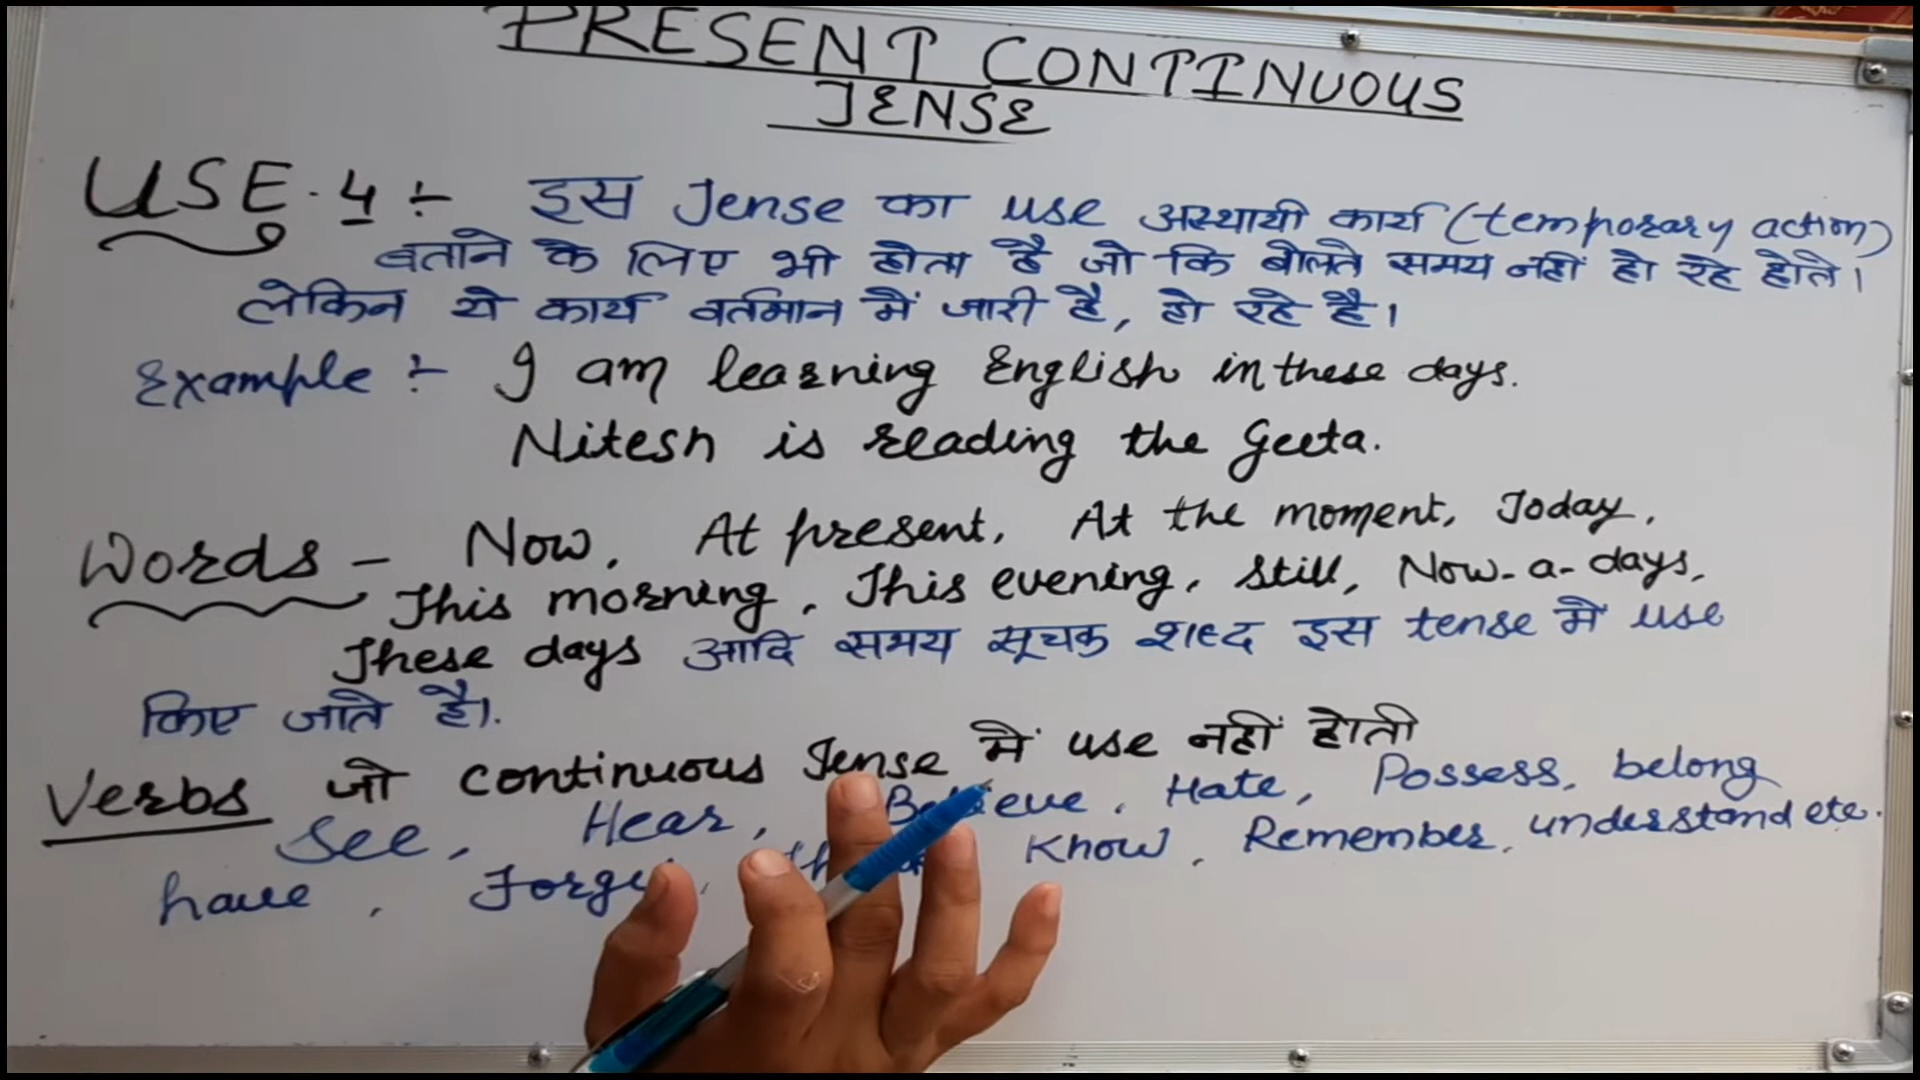 PRESENT CONTINUOUS
TENSE
USE-4 :- इस Tense का use अस्थायी कार्य (temporary action)
बताने के लिए भी होता है जो कि बोलते समय नहीं हो रहे होते।
लेकिन ये कार्य वर्तमान में जारी है, हो रहे है।
Example :- I am learning English in these days.
Nitesh is reading the Geeta.
Words - Now, At present, At the moment, Today,
This morning, This evening, Still, Now-a-days,
These days आदि समय सूचक शब्द इस tense में use
किए जाते है।
Verbs जो continuous Tense में use नहीं होती
See, Hear, Believe, Hate, Possess, belong
have, Know, Remember, understand etc.